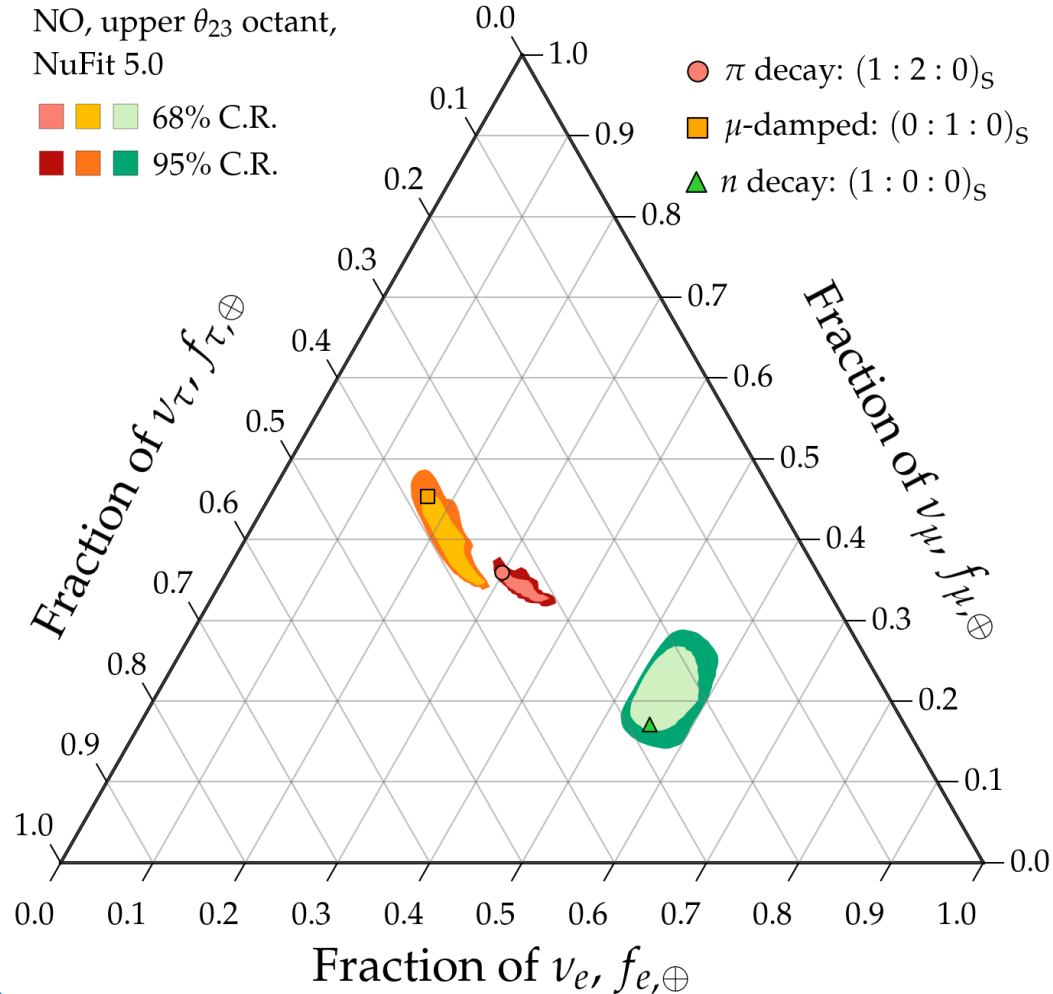 NO, upper θ₂₃ octant,
NuFit 5.0
68% C.R.
95% C.R.
π decay: (1 : 2 : 0)S
μ-damped: (0 : 1 : 0)S
n decay: (1 : 0 : 0)S
Fraction of ντ, fτ,⊕
0.0
0.1
0.2
0.3
0.4
0.5
0.6
0.7
0.8
0.9
1.0
Fraction of νμ, fμ,⊕
1.0
0.9
0.8
0.7
0.6
0.5
0.4
0.3
0.2
0.1
0.0
0.0 0.1 0.2 0.3 0.4 0.5 0.6 0.7 0.8 0.9 1.0
Fraction of νe, fe,⊕